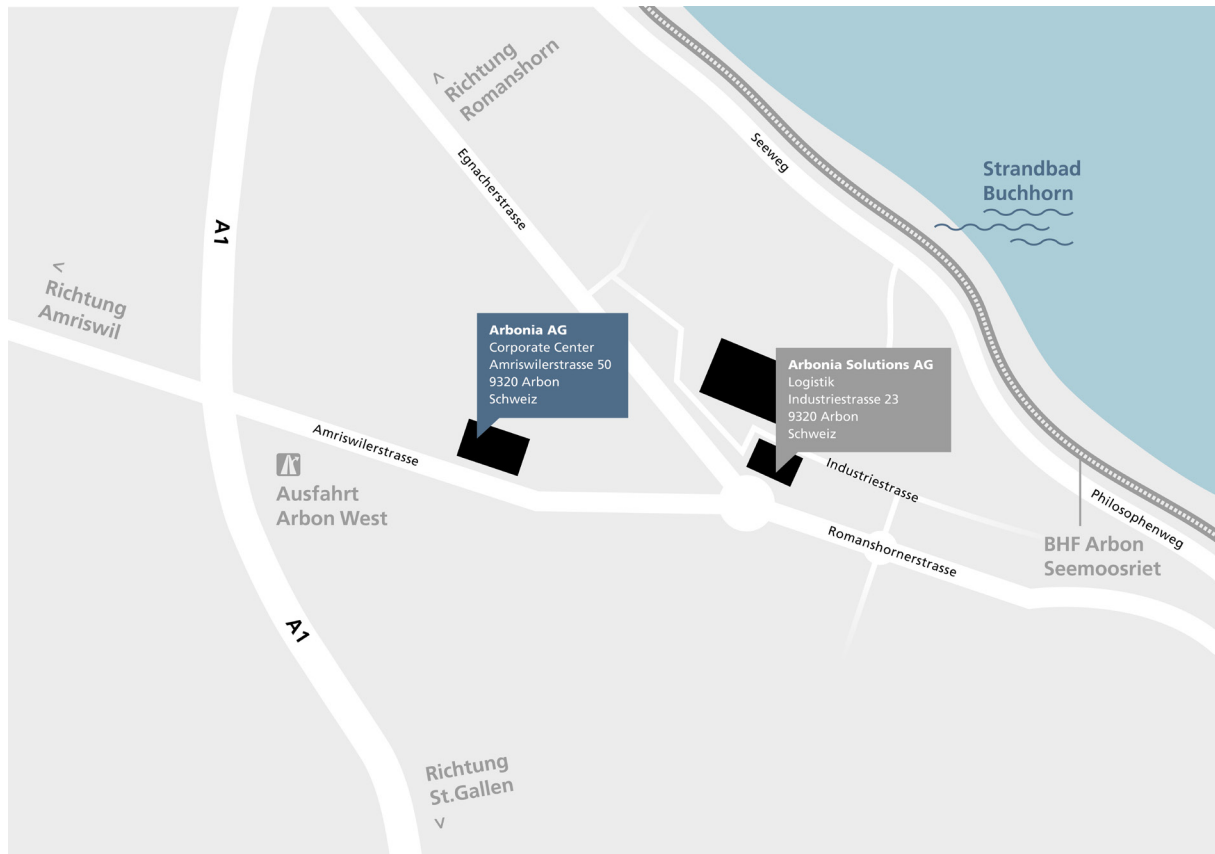 Richtung
Romanshorn
Egnacherstrasse
Seeweg
Strandbad
Buchhorn
A1
Richtung
Amriswil
Arbonia AG
Corporate Center
Amriswilerstrasse 50
9320 Arbon
Schweiz
Arbonia Solutions AG
Logistik
Industriestrasse 23
9320 Arbon
Schweiz
Amriswilerstrasse
Ausfahrt
Arbon West
Industriestrasse
Romanshornerstrasse
Philosophenweg
BHF Arbon
Seemoosriet
A1
Richtung
St.Gallen